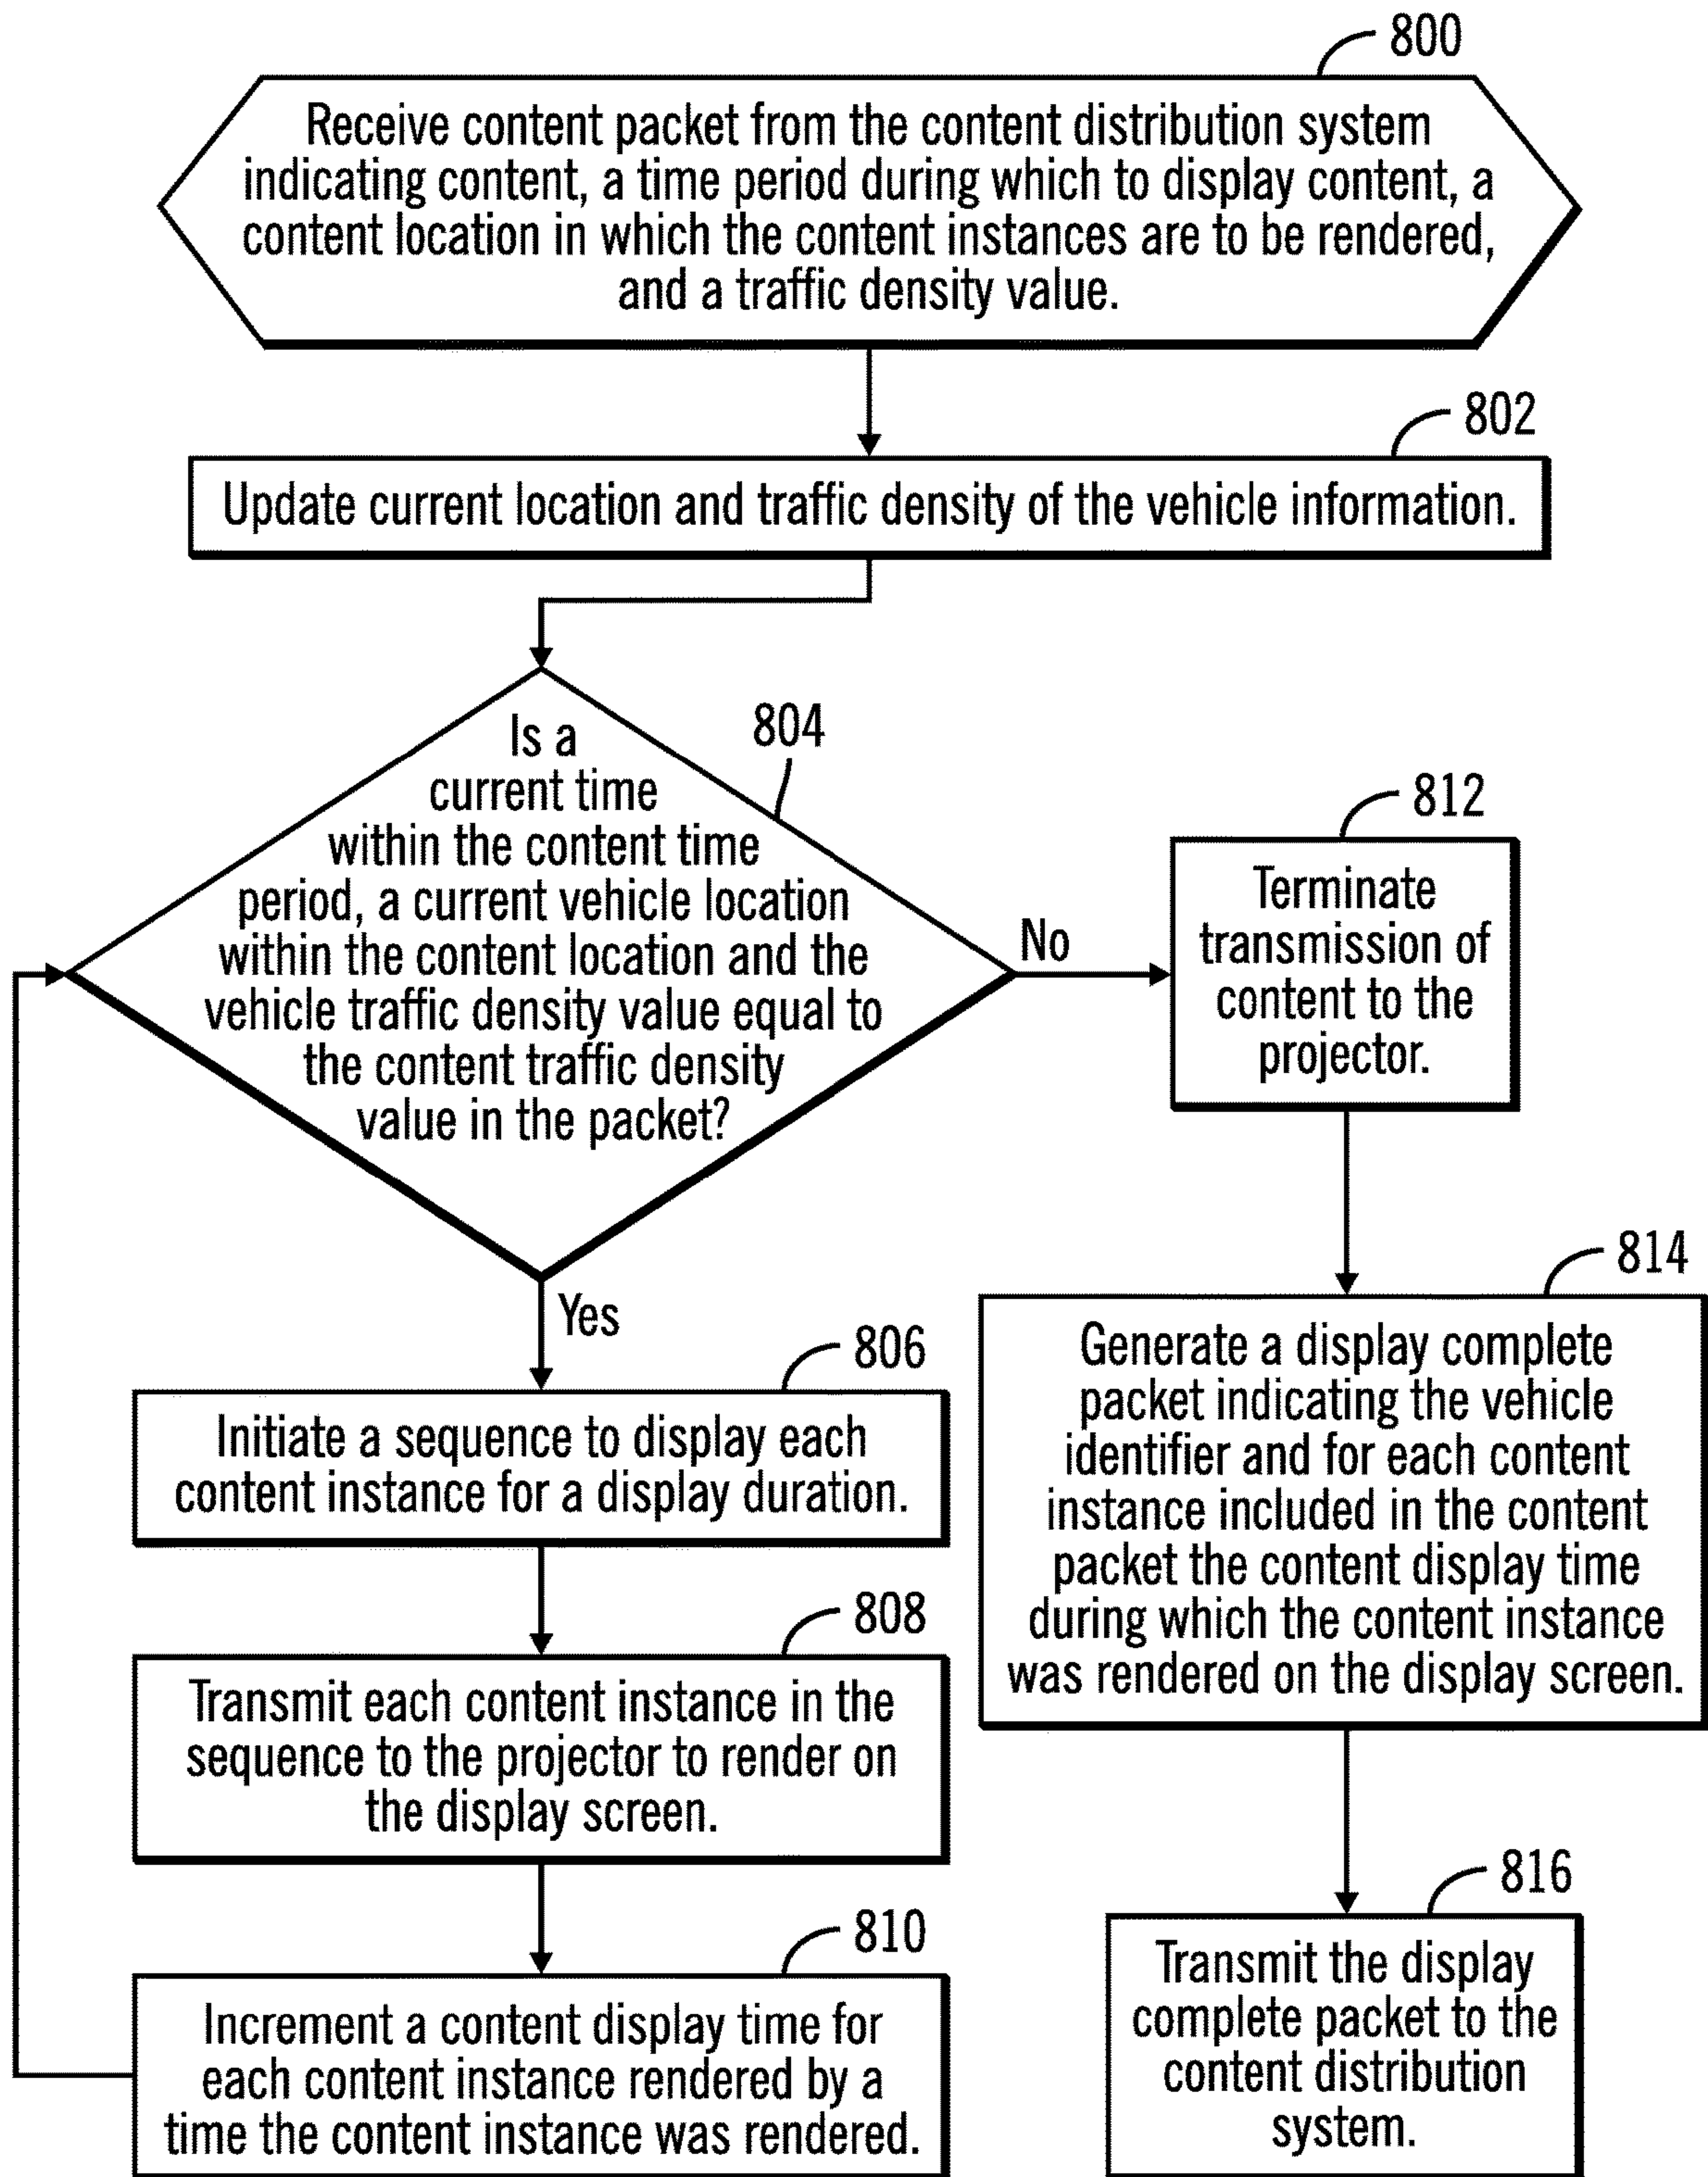 800
Receive content packet from the content distribution system
indicating content, a time period during which to display content, a
content location in which the content instances are to be rendered,
and a traffic density value.
802
Update current location and traffic density of the vehicle information.
804
Is a
current time
within the content time
period, a current vehicle location
within the content location and the
vehicle traffic density value equal to
the content traffic density
value in the packet?
No
812
Terminate
transmission of
content to the
projector.
Yes
806
Initiate a sequence to display each
content instance for a display duration.
808
Transmit each content instance in the
sequence to the projector to render on
the display screen.
810
Increment a content display time for
each content instance rendered by a
time the content instance was rendered.
814
Generate a display complete
packet indicating the vehicle
identifier and for each content
instance included in the content
packet the content display time
during which the content instance
was rendered on the display screen.
816
Transmit the display
complete packet to the
content distribution
system.